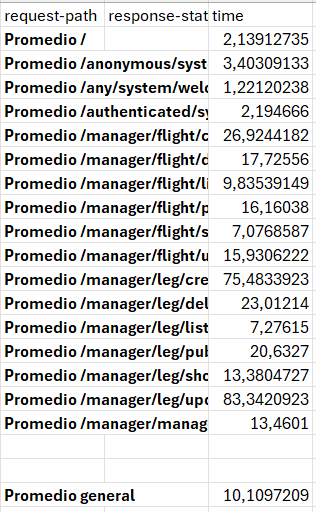 request-path response-stat time
Promedio / 2,13912735
Promedio /anonymous/syst 3,40309133
Promedio /any/system/welc 1,22120238
Promedio /authenticated/sy 2,194666
Promedio /manager/flight/c 26,9244182
Promedio /manager/flight/d 17,72556
Promedio /manager/flight/li 9,83539149
Promedio /manager/flight/p 16,16038
Promedio /manager/flight/s 7,0768587
Promedio /manager/flight/u 15,9306222
Promedio /manager/leg/cre 75,4833923
Promedio /manager/leg/del 23,01214
Promedio /manager/leg/list 7,27615
Promedio /manager/leg/pub 20,6327
Promedio /manager/leg/sho 13,3804727
Promedio /manager/leg/upd 83,3420932
Promedio /manager/manag 13,4601
Promedio general 10,1097209